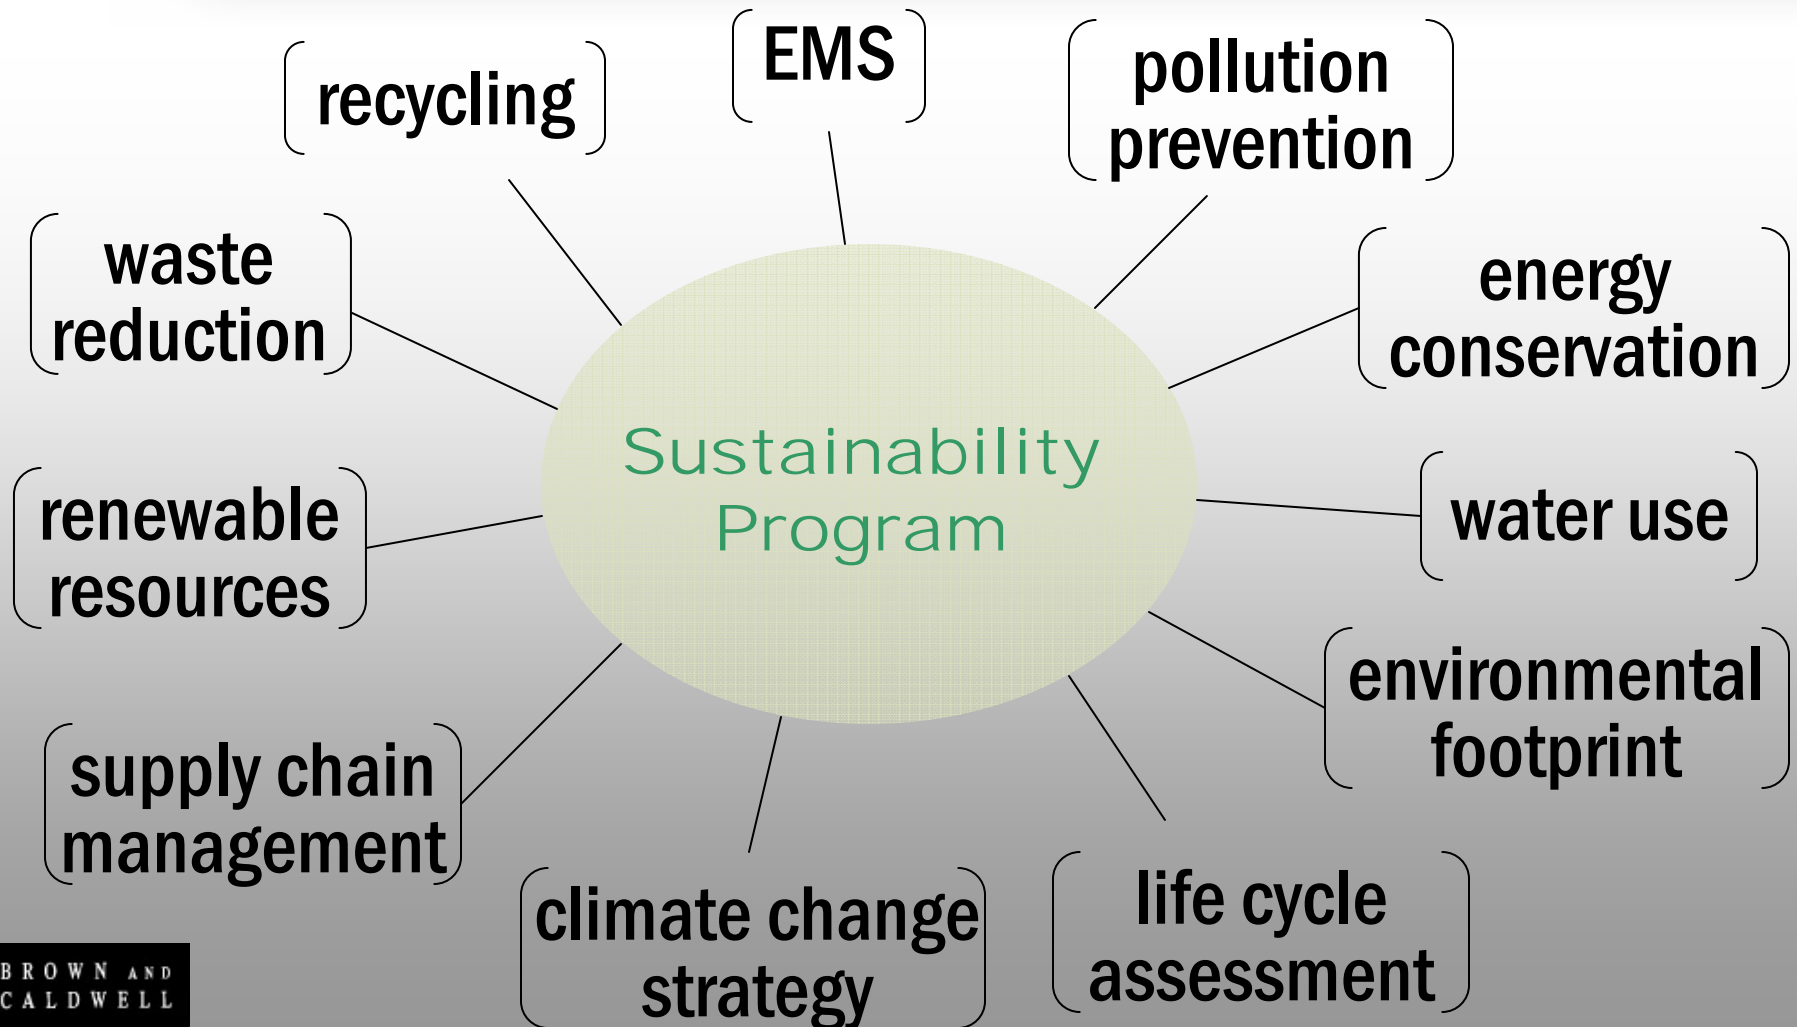 EMS
recycling
pollution
prevention
waste
reduction
energy
conservation
Sustainability
Program
renewable
resources
water use
environmental
footprint
supply chain
management
climate change
strategy
life cycle
assessment
BROWN AND
CALDWELL